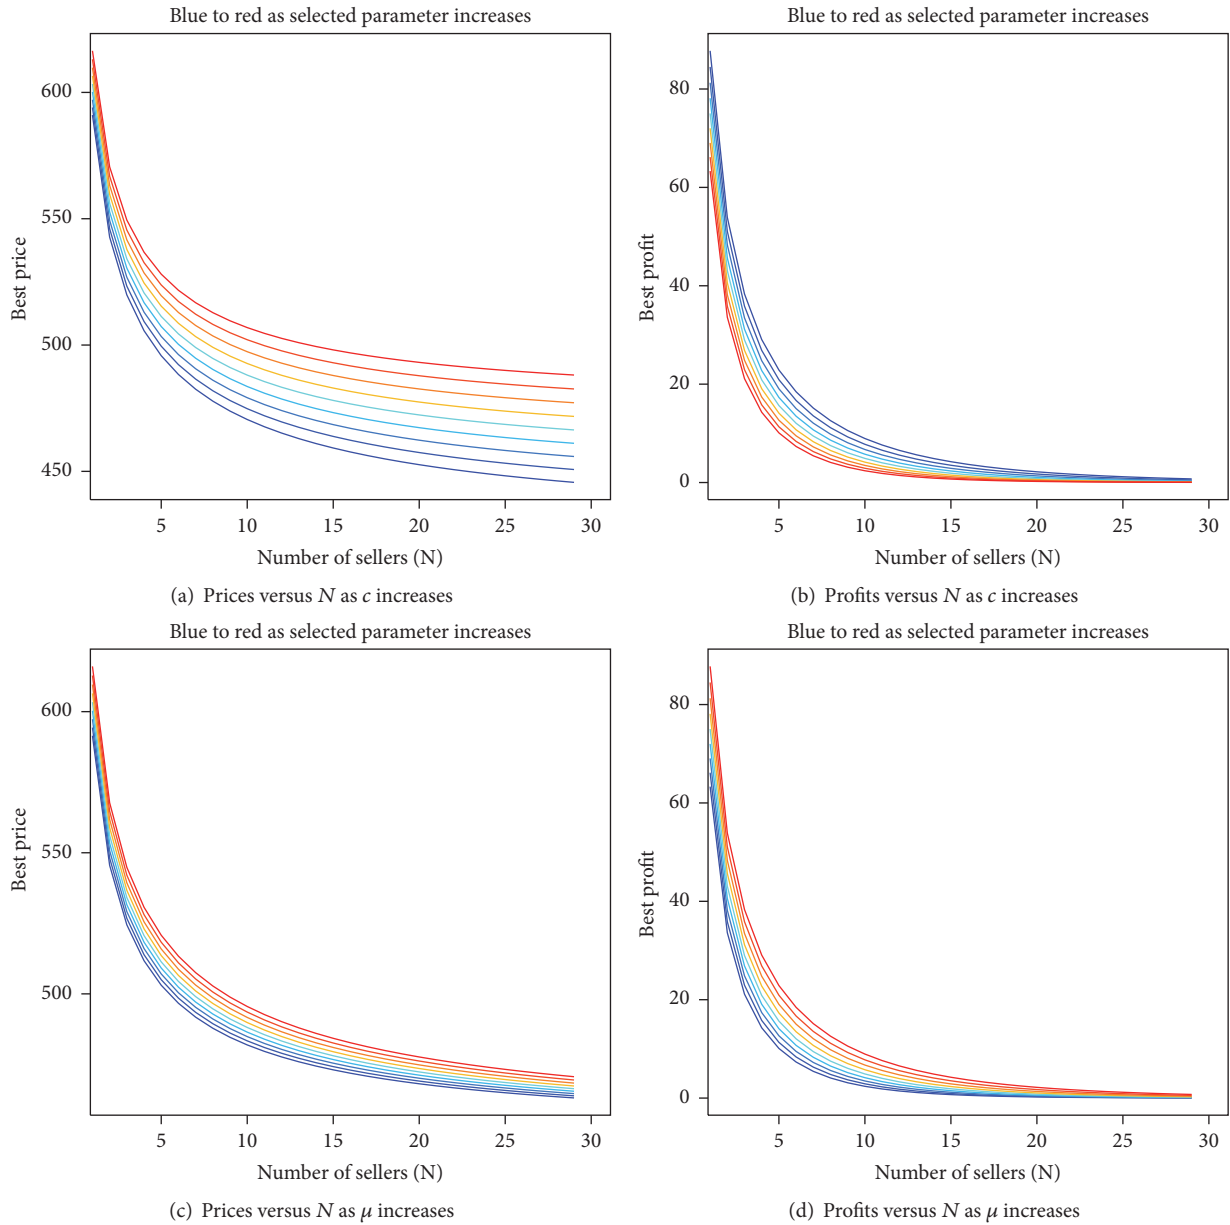 Blue to red as selected parameter increases
600
550
500
450
Best price
5 10 15 20 25 30
Number of sellers (N)
(a) Prices versus N as c increases
Blue to red as selected parameter increases
80
60
40
20
0
Best profit
5 10 15 20 25 30
Number of sellers (N)
(b) Profits versus N as c increases
Blue to red as selected parameter increases
600
550
500
Best price
5 10 15 20 25 30
Number of sellers (N)
(c) Prices versus N as μ increases
Blue to red as selected parameter increases
80
60
40
20
0
Best profit
5 10 15 20 25 30
Number of sellers (N)
(d) Profits versus N as μ increases